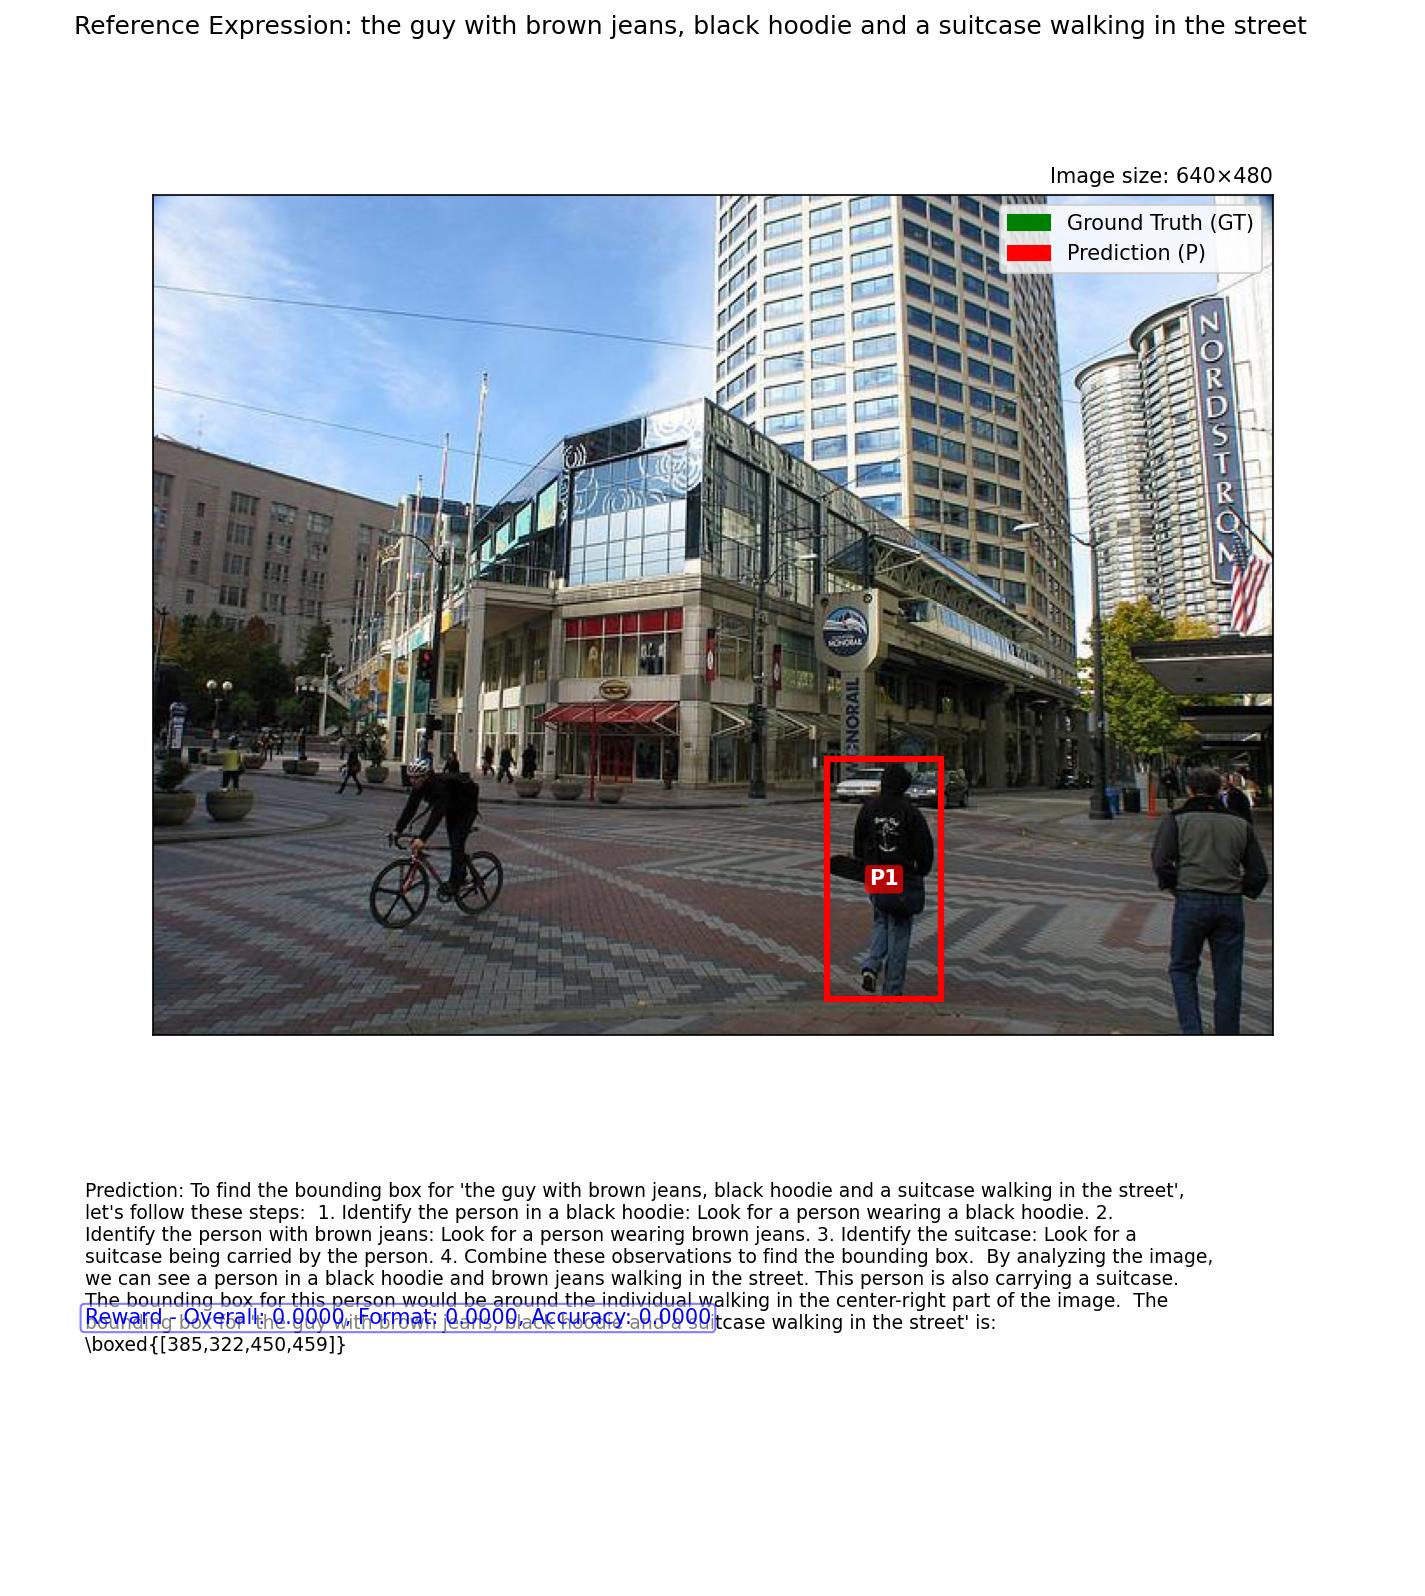 Reference Expression: the guy with brown jeans, black hoodie and a suitcase walking in the street
Image size: 640×480
Ground Truth (GT)
Prediction (P)
NORDSTROM
MONORAIL
MONORAIL
P1
Prediction: To find the bounding box for 'the guy with brown jeans, black hoodie and a suitcase walking in the street',
let's follow these steps:  1. Identify the person in a black hoodie: Look for a person wearing a black hoodie. 2.
Identify the person with brown jeans: Look for a person wearing brown jeans. 3. Identify the suitcase: Look for a
suitcase being carried by the person. 4. Combine these observations to find the bounding box.  By analyzing the image,
we can see a person in a black hoodie and brown jeans walking in the street. This person is also carrying a suitcase.
The bounding box for this person would be around the individual walking in the center-right part of the image.  The
Reward - Overall: 0.0000, Format: 0.0000, Accuracy: 0.0000
bounding box for 'the guy with brown jeans, black hoodie and a suitcase walking in the street' is:
\boxed{[385,322,450,459]}